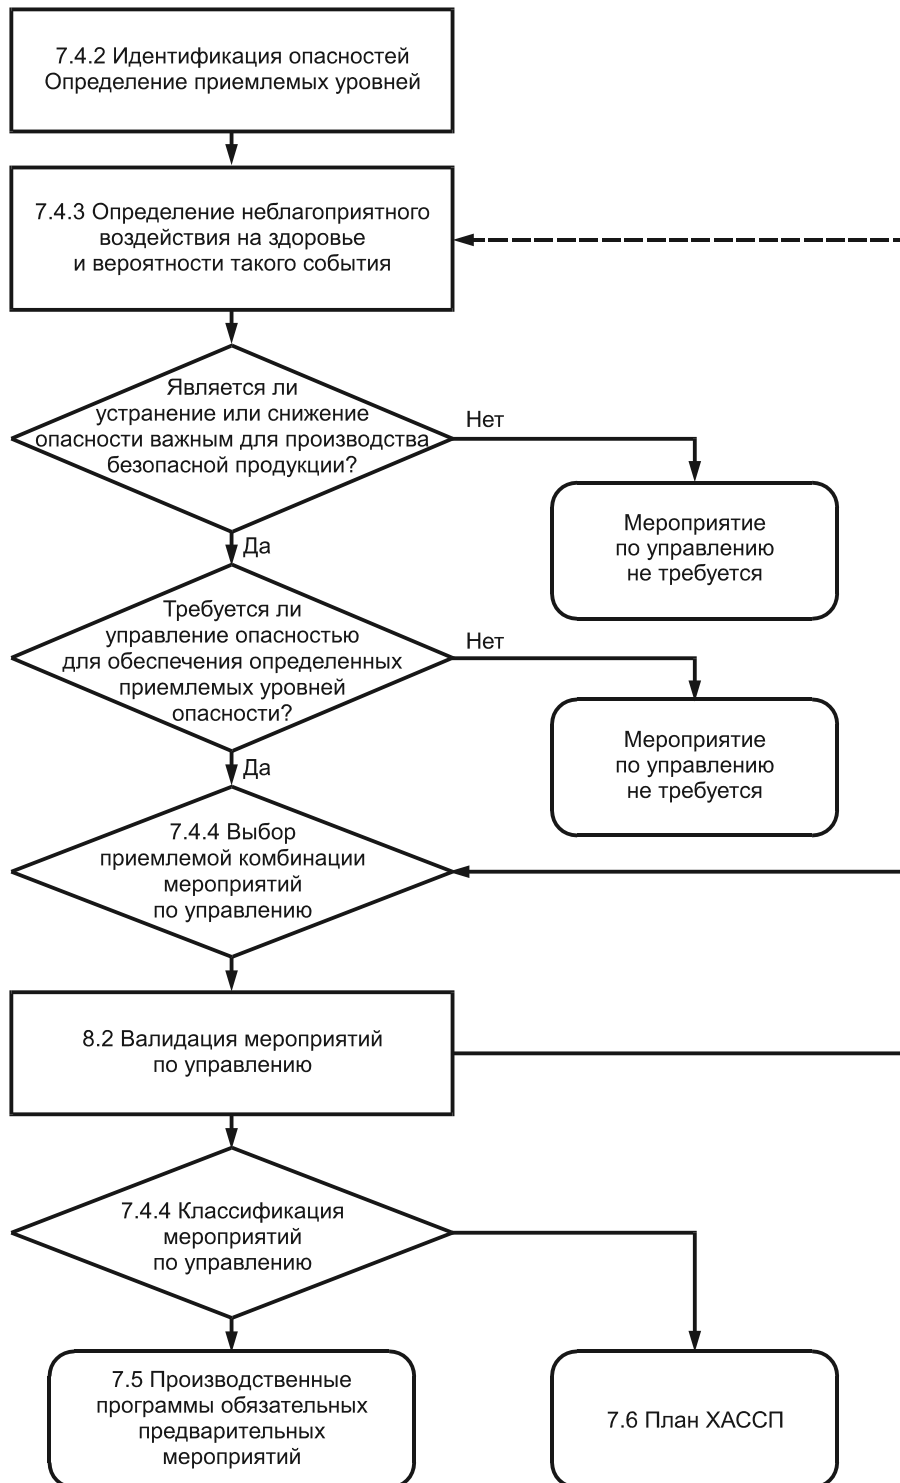 7.4.2 Идентификация опасностей
Определение приемлемых уровней
7.4.3 Определение неблагоприятного
воздействия на здоровье
и вероятности такого события
Является ли
устранение или снижение
опасности важным для производства
безопасной продукции?
Нет
Мероприятие
по управлению
не требуется
Да
Требуется ли
управление опасностью
для обеспечения определенных
приемлемых уровней
опасности?
Нет
Мероприятие
по управлению
не требуется
Да
7.4.4 Выбор
приемлемой комбинации
мероприятий
по управлению
8.2 Валидация мероприятий
по управлению
7.4.4 Классификация
мероприятий
по управлению
7.5 Производственные
программы обязательных
предварительных
мероприятий
7.6 План ХАССП